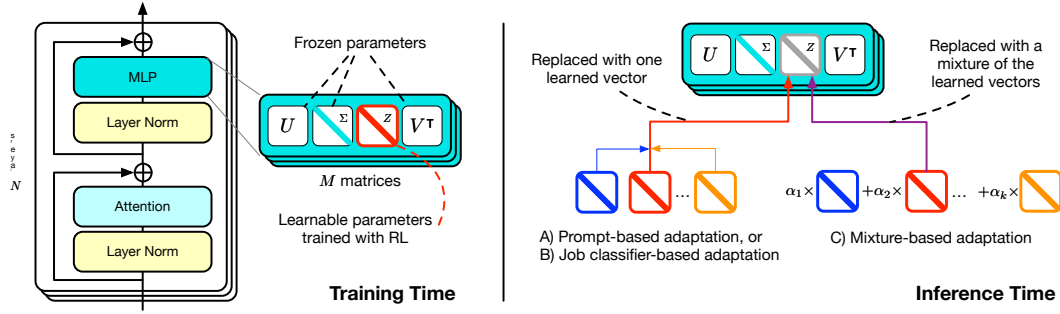 MLP
Layer Norm
Attention
Layer Norm
N
layers
Frozen parameters
U
Σ
Z
V⊤
M matrices
Learnable parameters
trained with RL
Training Time
Replaced with one
learned vector
U
Σ
Z
V⊤
Replaced with a
mixture of the
learned vectors
...
A) Prompt-based adaptation, or
B) Job classifier-based adaptation
α₁× +α₂× ... +αₖ×
C) Mixture-based adaptation
Inference Time